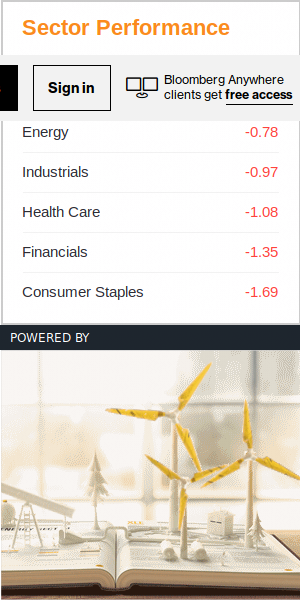 Sector Performance
Sign in
Bloomberg Anywhere
clients get free access
Energy -0.78
Industrials -0.97
Health Care -1.08
Financials -1.35
Consumer Staples -1.69
POWERED BY